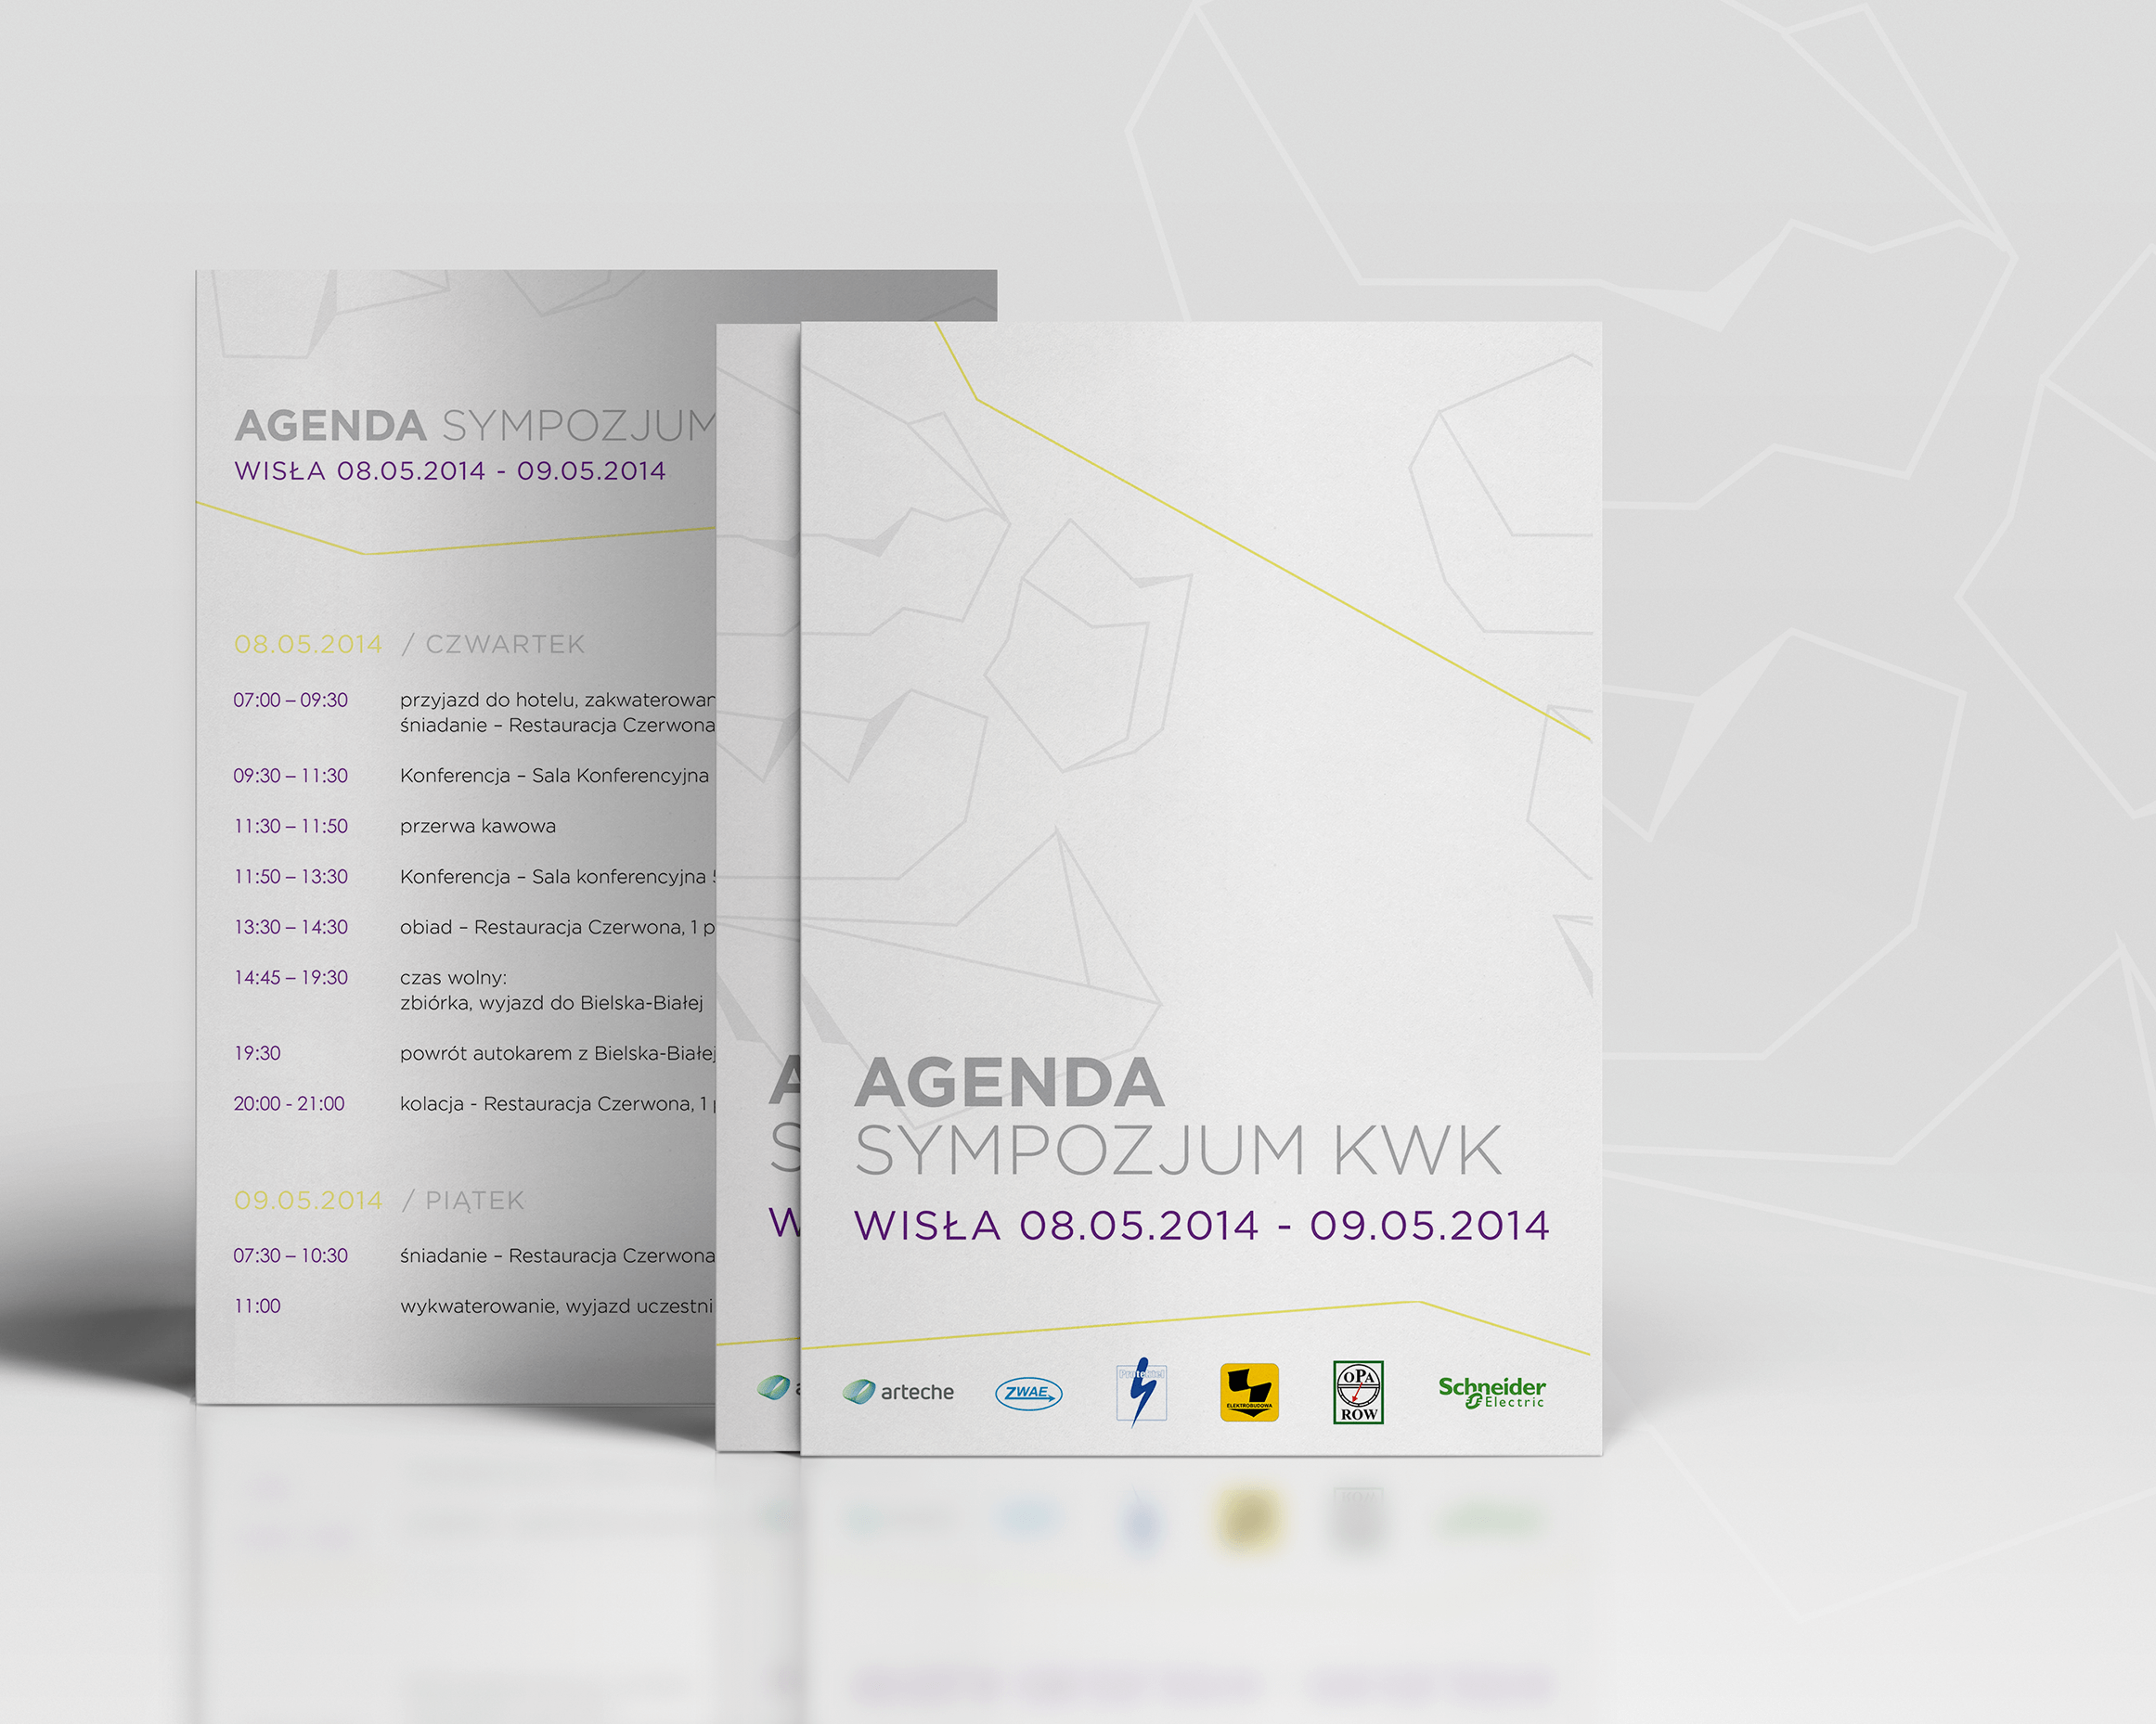 AGENDA SYMPOZJUM
WISŁA 08.05.2014 - 09.05.2014
08.05.2014 / CZWARTEK
07:00 – 09:30 przyjazd do hotelu,
śniadanie – Restauracja Czerwona
09:30 – 11:30 Konferencja – Sala Konferencyjna
11:30 – 11:50 przerwa kawowa
11:50 – 13:30 Konferencja – Sala konferencyjna
13:30 – 14:30 obiad – Restauracja Czerwona, 1 p
14:45 – 19:30 czas wolny:
zbiórka, wyjazd do Bielska-Białej
19:30 powrót autokarem z Bielska-Białej
20:00 - 21:00 kolacja - Restauracja Czerwona, 1
09.05.2014 / PIĄTEK
07:30 – 10:30 śniadanie – Restauracja Czerwona
11:00 wykwaterowanie, wyjazd uczestni
A
S
W
AGENDA
SYMPOZJUM KWK
WISŁA 08.05.2014 - 09.05.2014
arteche
ZWAE
Protektel
ELEKTROBUDOWA
OPA
ROW
Schneider
Electric